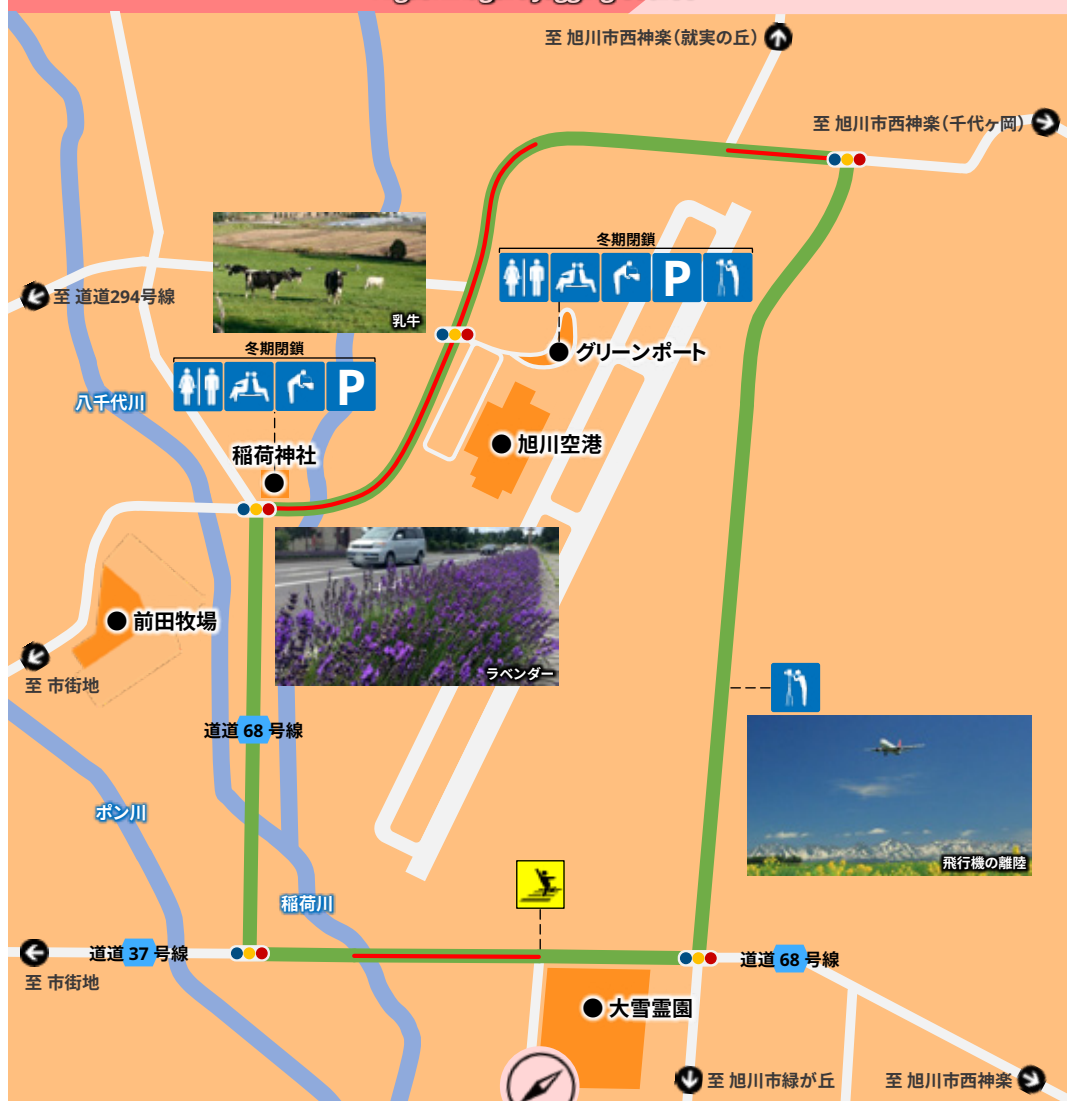 至 旭川市西神楽(就実の丘)
至 旭川市西神楽(千代ヶ岡)
冬期閉鎖
P
至 道道294号線
乳牛
グリーンポート
冬期閉鎖
P
八千代川
旭川空港
稲荷神社
前田牧場
ラベンダー
至 市街地
道道 68 号線
ポン川
飛行機の離陸
稲荷川
道道 37 号線
道道 68 号線
至 市街地
大雪霊園
至 旭川市緑が丘
至 旭川市西神楽